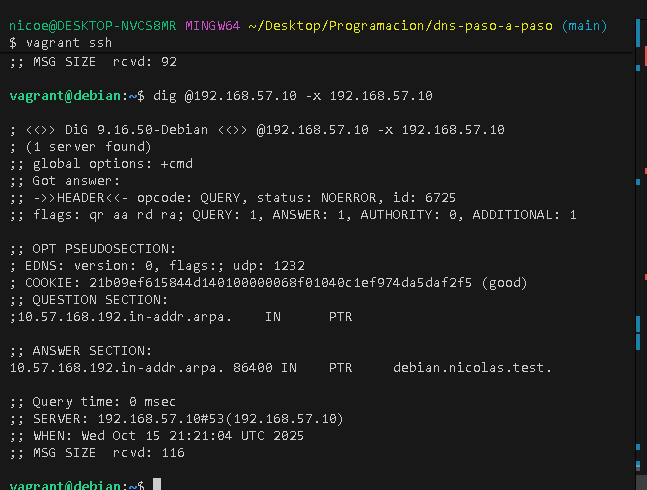 nicoe@DESKTOP-NVCS8MR MINGW64 ~/Desktop/Programacion/dns-paso-a-paso (main)
$ vagrant ssh
;; MSG SIZE  rcvd: 92
vagrant@debian:~$ dig @192.168.57.10 -x 192.168.57.10
; <<>> DiG 9.16.50-Debian <<>> @192.168.57.10 -x 192.168.57.10
; (1 server found)
;; global options: +cmd
;; Got answer:
;; ->>HEADER<<- opcode: QUERY, status: NOERROR, id: 6725
;; flags: qr aa rd ra; QUERY: 1, ANSWER: 1, AUTHORITY: 0, ADDITIONAL: 1
;; OPT PSEUDOSECTION:
; EDNS: version: 0, flags:; udp: 1232
; COOKIE: 21b09ef615844d140100000068f01040c1ef974da5daf2f5 (good)
;; QUESTION SECTION:
;10.57.168.192.in-addr.arpa.    IN      PTR
;; ANSWER SECTION:
10.57.168.192.in-addr.arpa. 86400 IN    PTR     debian.nicolas.test.
;; Query time: 0 msec
;; SERVER: 192.168.57.10#53(192.168.57.10)
;; WHEN: Wed Oct 15 21:21:04 UTC 2025
;; MSG SIZE  rcvd: 116
vagrant@debian:~$